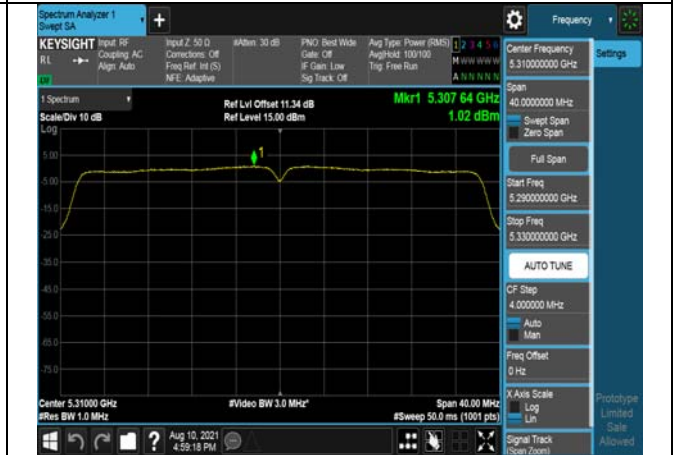 Spectrum Analyzer 1
Swept SA
+
Frequency
KEYSIGHT
RL
Input: RF
Coupling: AC
Align: Auto
Input Z: 50 Ω
Corrections: Off
Freq Ref: Int (S)
NFE: Adaptive
#Atten: 30 dB
PNO: Best Wide
Gate: Off
IF Gain: Low
Sig Track: Off
Avg Type: Power (RMS)
Avg|Hold: 100/100
Trig: Free Run
1 2 3 4 5 6
M W W W W W
A N N N N N
1 Spectrum
Scale/Div 10 dB
Log
Ref Lvl Offset 11.34 dB
Ref Level 15.00 dBm
Mkr1 5.307 64 GHz
1.02 dBm
1
5.00
-5.00
-15.0
-25.0
-35.0
-45.0
-55.0
-65.0
-75.0
Center 5.31000 GHz
#Res BW 1.0 MHz
#Video BW 3.0 MHz*
Span 40.00 MHz
#Sweep 50.0 ms (1001 pts)
Center Frequency
5.310000000 GHz
Settings
Span
40.0000000 MHz
Swept Span
Zero Span
Full Span
Start Freq
5.290000000 GHz
Stop Freq
5.330000000 GHz
AUTO TUNE
CF Step
4.000000 MHz
Auto
Man
Freq Offset
0 Hz
X Axis Scale
Log
Lin
Signal Track
(Span Zoom)
Prototype
Limited
Sale
Allowed
?
Aug 10, 2021
4:59:18 PM